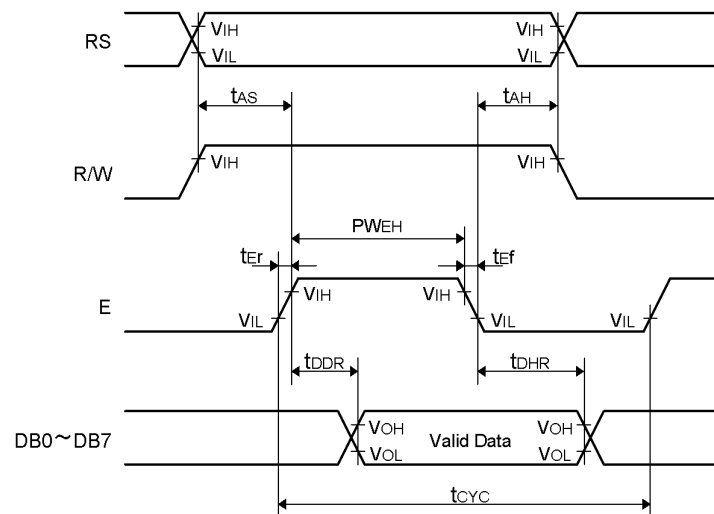 RS
VIH
VIH
VIL
VIL
tAS
tAH
R/W
VIH
VIH
PWEH
tEr
tEf
E
VIH
VIH
VIL
VIL
VIL
tDDR
tDHR
DB0~DB7
VOH
Valid Data
VOH
VOL
VOL
tCYC